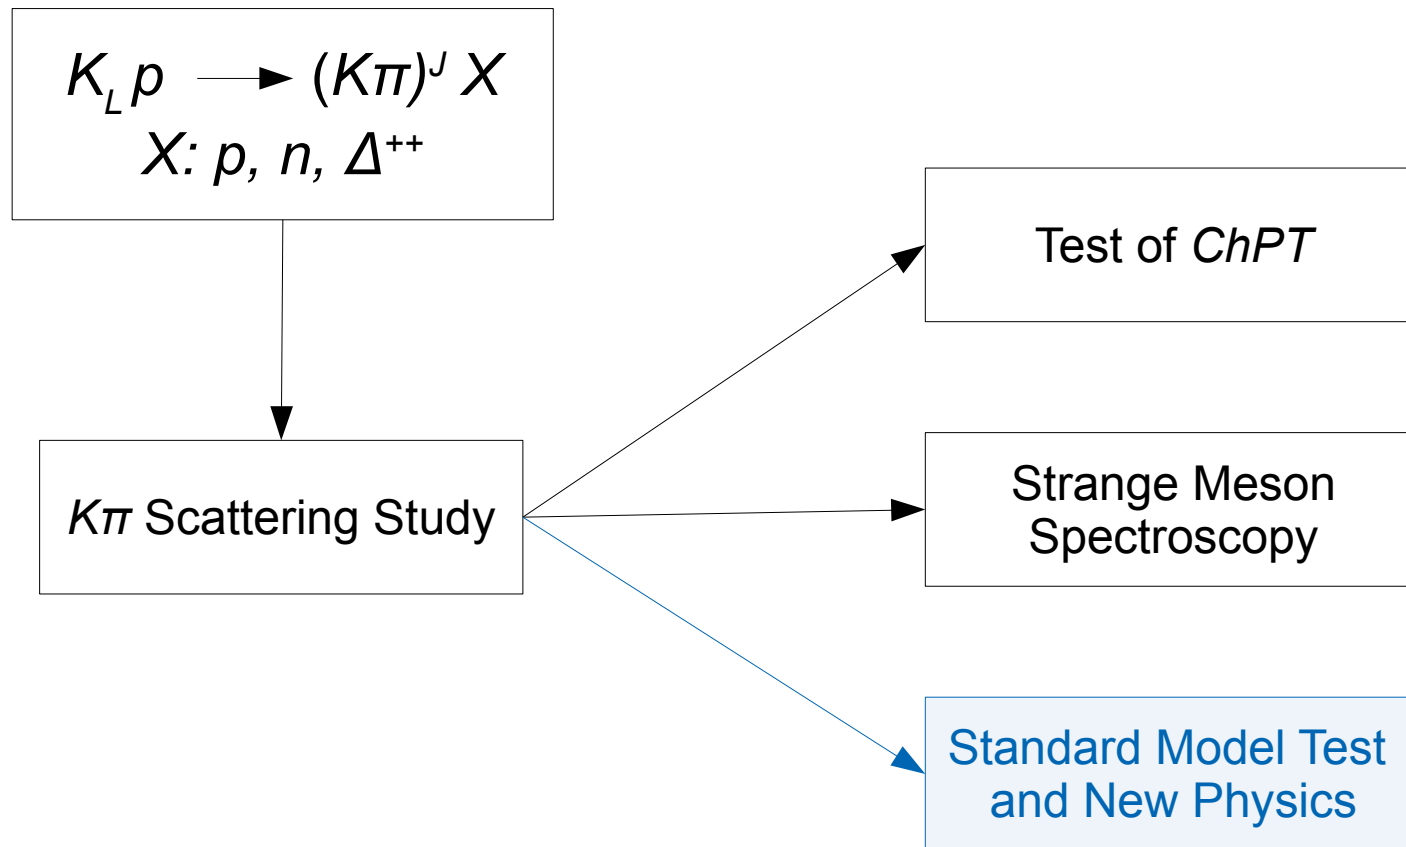 K_L p ⟶ (Kπ)^J X
X: p, n, Δ^++
Kπ Scattering Study
Test of ChPT
Strange Meson
Spectroscopy
Standard Model Test
and New Physics